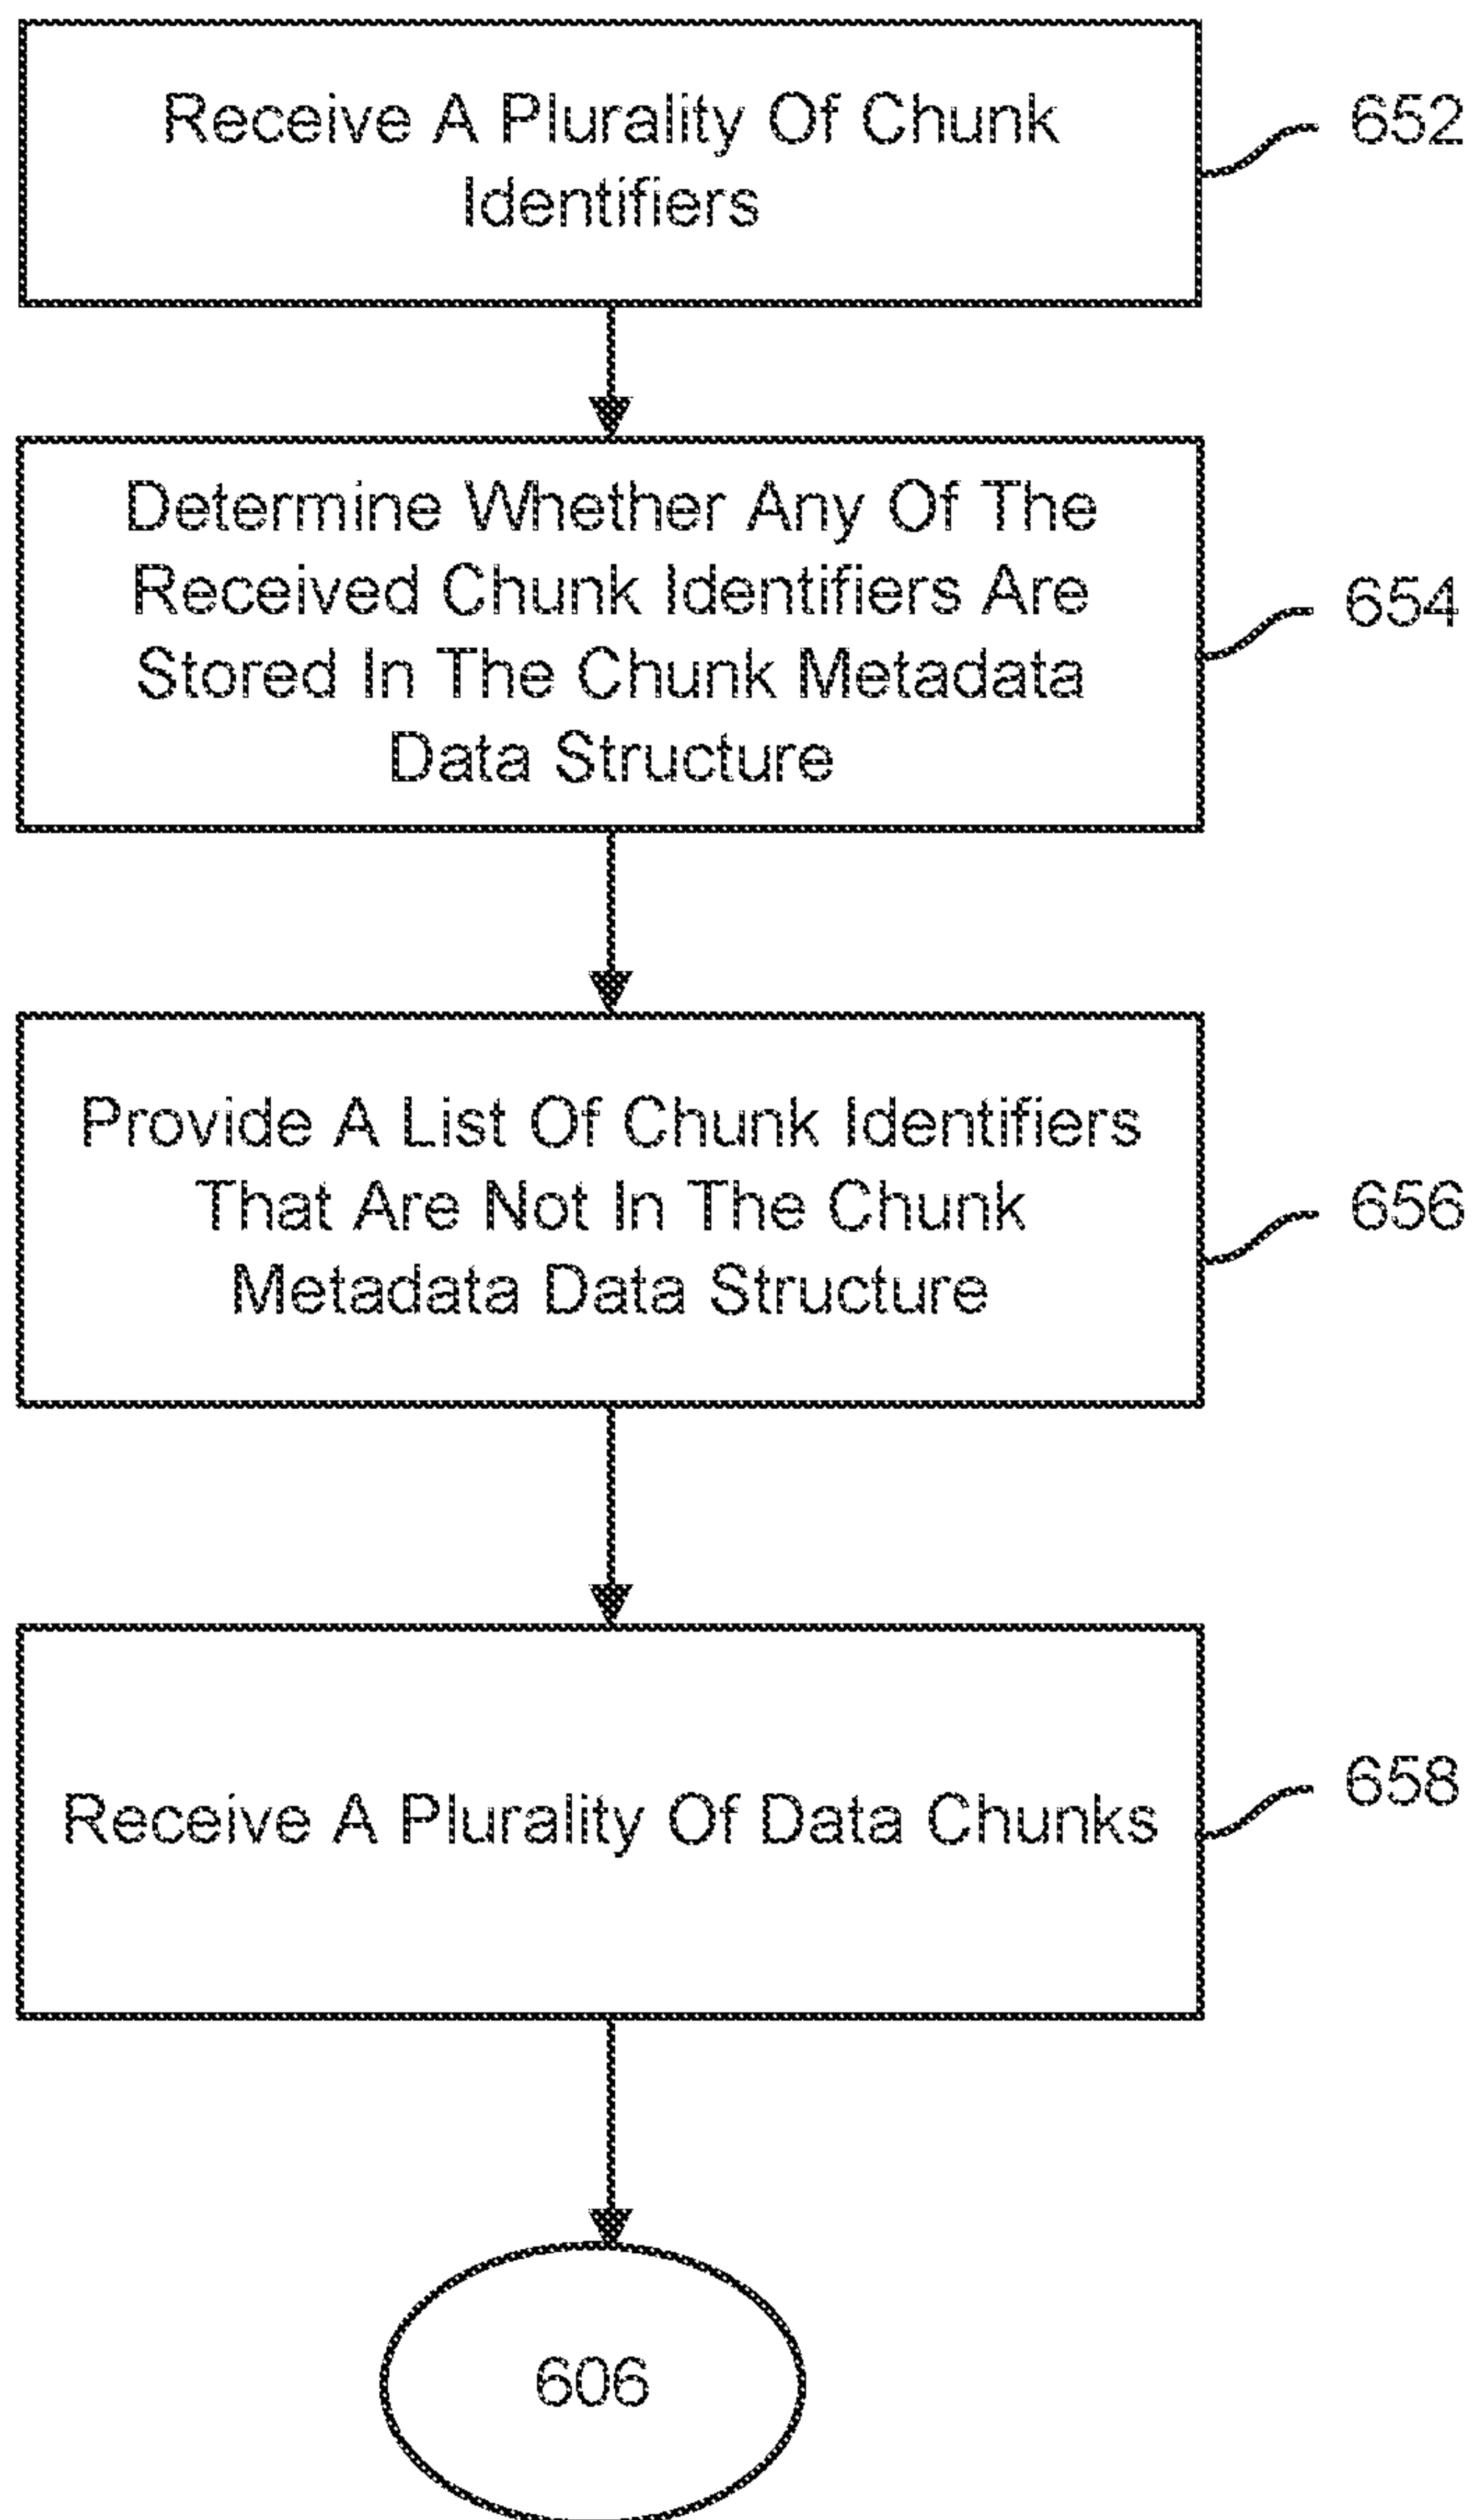 Receive A Plurality Of Chunk
Identifiers
652
Determine Whether Any Of The
Received Chunk Identifiers Are
Stored In The Chunk Metadata
Data Structure
654
Provide A List Of Chunk Identifiers
That Are Not In The Chunk
Metadata Data Structure
656
Receive A Plurality Of Data Chunks
658
606